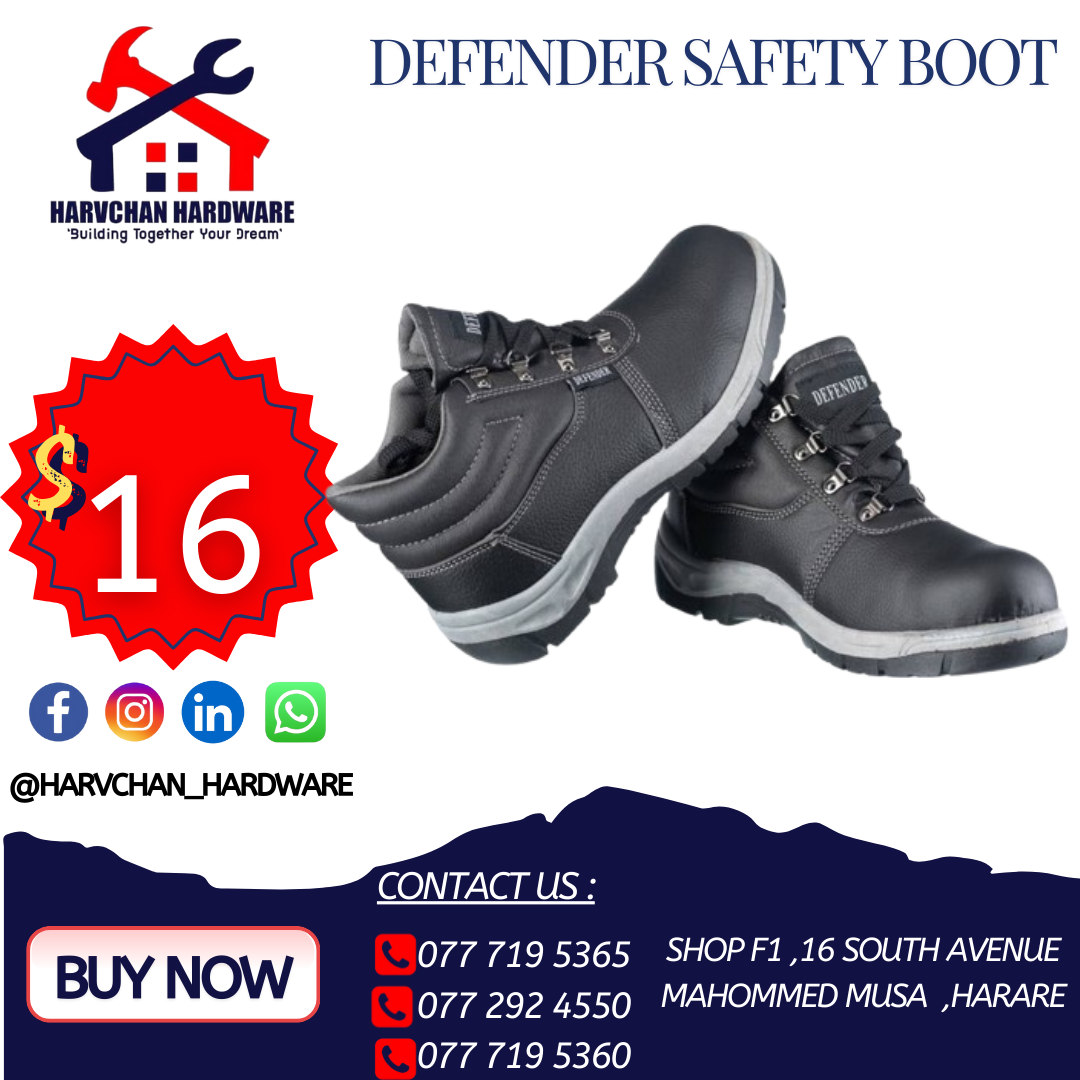 DEFENDER SAFETY BOOT
HARVCHAN HARDWARE
'Building Together Your Dream'
DEFENDER
DEFENDER
$16
@HARVCHAN_HARDWARE
CONTACT US :
BUY NOW
077 719 5365
077 292 4550
077 719 5360
SHOP F1 ,16 SOUTH AVENUE
MAHOMMED MUSA ,HARARE